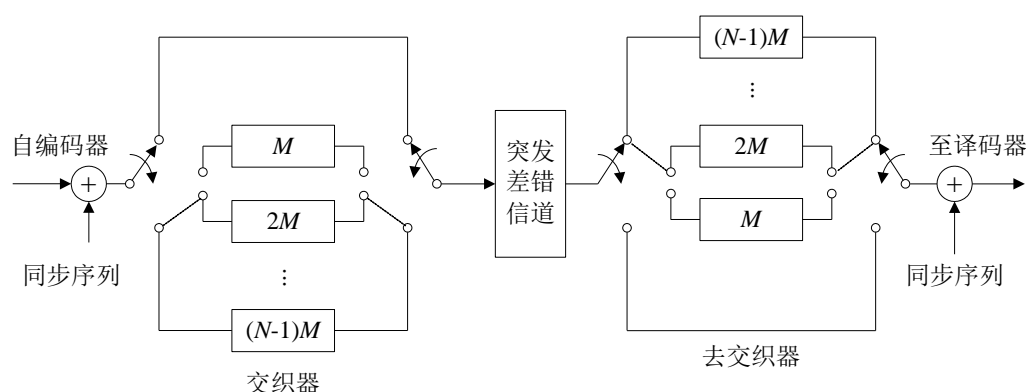 自编码器
+
同步序列
M
2M
⋮
(N-1)M
交织器
突发
差错
信道
(N-1)M
⋮
2M
M
去交织器
至译码器
+
同步序列